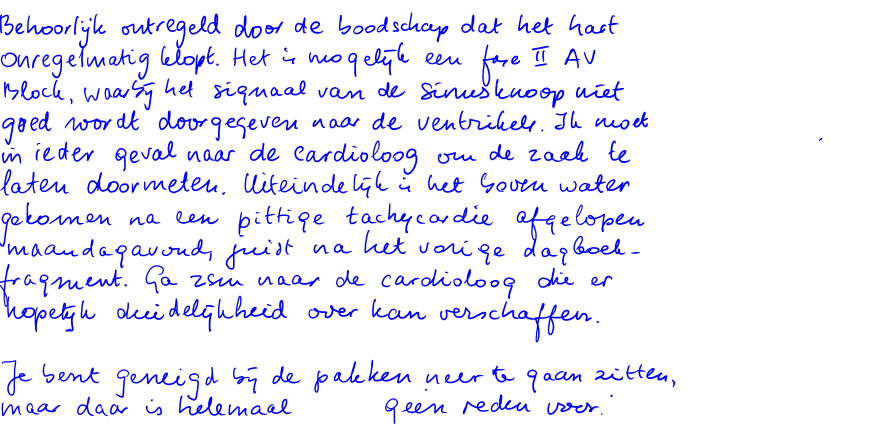 Behoorlijk ontregeld door de boodschap dat het hart
onregelmatig klopt. Het is mogelijk een fase II AV
Block, waarbij het signaal van de sinusknoop niet
goed wordt doorgegeven naar de ventrikels. Ik moet
in ieder geval naar de cardioloog om de zaak te
laten doormeten. Uiteindelijk is het boven water
gekomen na een pittige tachycardie afgelopen
maandagavond, juist na het vorige dagboek-
fragment. Ga zsm naar de cardioloog die er
hopelijk duidelijkheid over kan verschaffen.
Je bent geneigd bij de pakken neer te gaan zitten,
maar daar is helemaal geen reden voor.